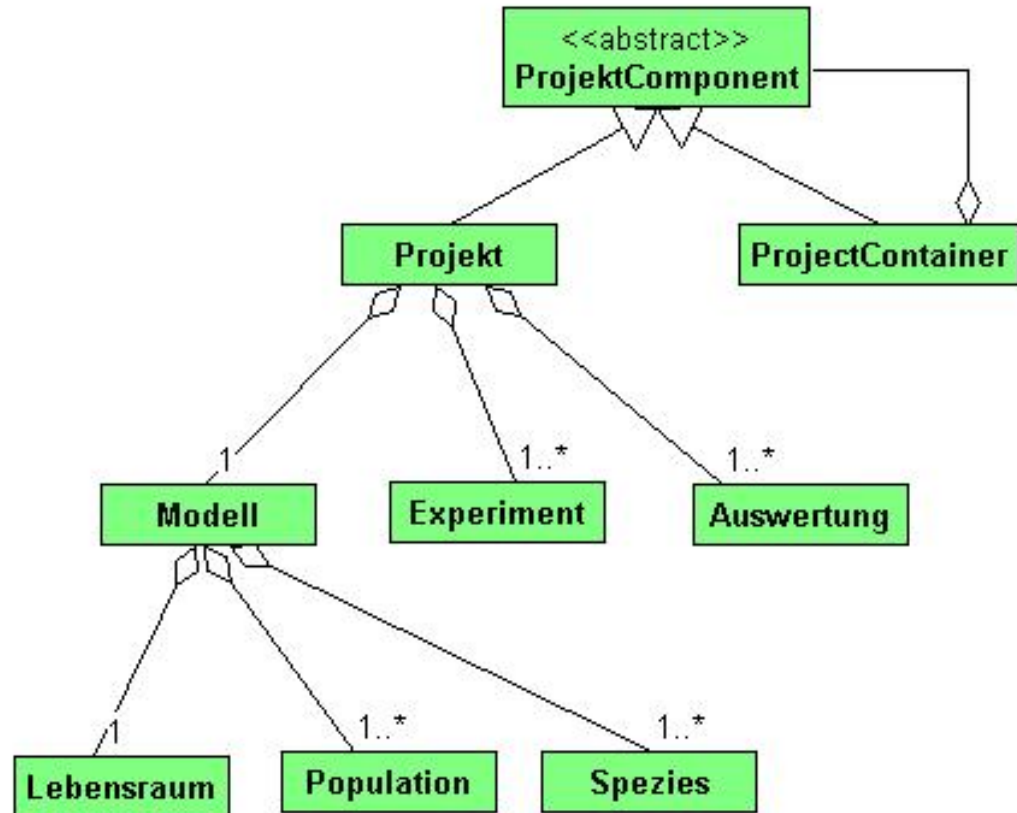 <<abstract>>
ProjektComponent
Projekt
ProjectContainer
1
1..*
1..*
Modell
Experiment
Auswertung
1
1..*
1..*
Lebensraum
Population
Spezies